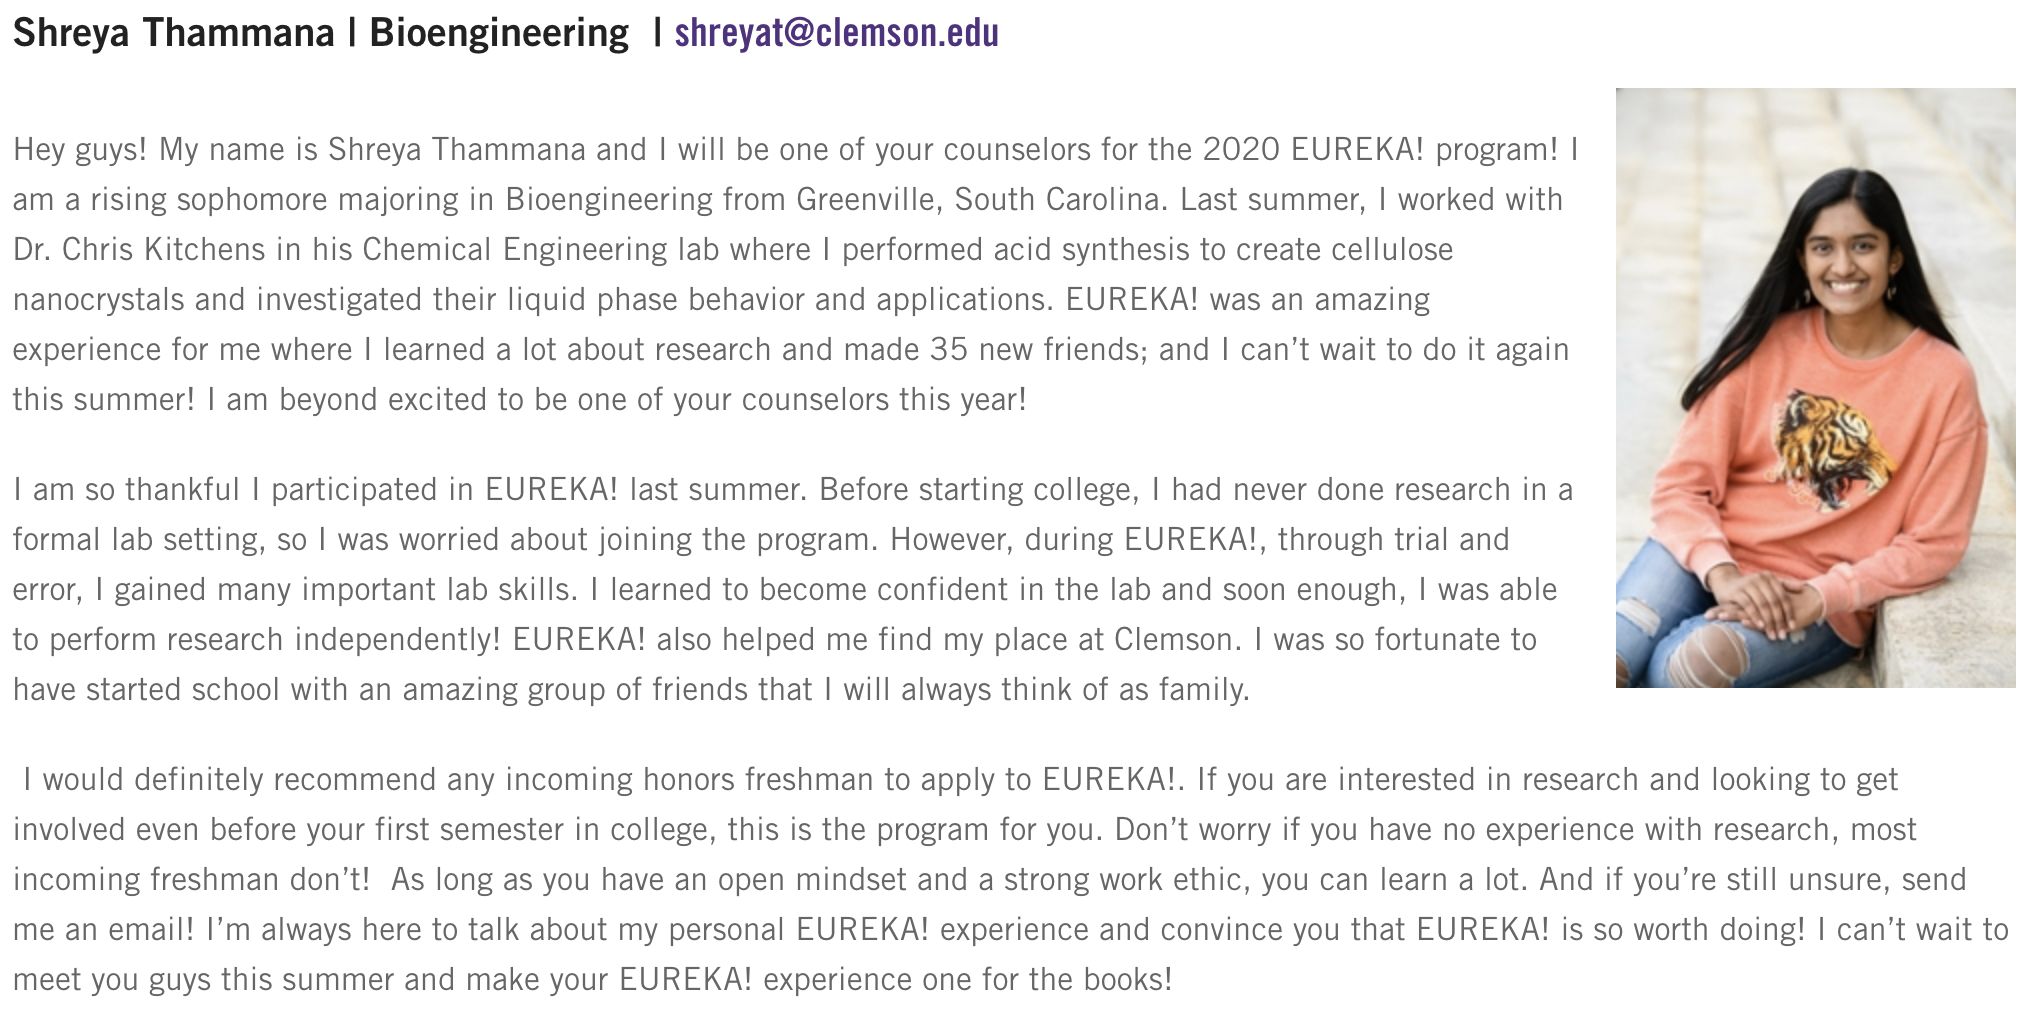 Shreya Thammana | Bioengineering | shreyat@clemson.edu
Hey guys! My name is Shreya Thammana and I will be one of your counselors for the 2020 EUREKA! program! I
am a rising sophomore majoring in Bioengineering from Greenville, South Carolina. Last summer, I worked with
Dr. Chris Kitchens in his Chemical Engineering lab where I performed acid synthesis to create cellulose
nanocrystals and investigated their liquid phase behavior and applications. EUREKA! was an amazing
experience for me where I learned a lot about research and made 35 new friends; and I can’t wait to do it again
this summer! I am beyond excited to be one of your counselors this year!
I am so thankful I participated in EUREKA! last summer. Before starting college, I had never done research in a
formal lab setting, so I was worried about joining the program. However, during EUREKA!, through trial and
error, I gained many important lab skills. I learned to become confident in the lab and soon enough, I was able
to perform research independently! EUREKA! also helped me find my place at Clemson. I was so fortunate to
have started school with an amazing group of friends that I will always think of as family.
I would definitely recommend any incoming honors freshman to apply to EUREKA!. If you are interested in research and looking to get
involved even before your first semester in college, this is the program for you. Don’t worry if you have no experience with research, most
incoming freshman don’t!  As long as you have an open mindset and a strong work ethic, you can learn a lot. And if you’re still unsure, send
me an email! I’m always here to talk about my personal EUREKA! experience and convince you that EUREKA! is so worth doing! I can’t wait to
meet you guys this summer and make your EUREKA! experience one for the books!